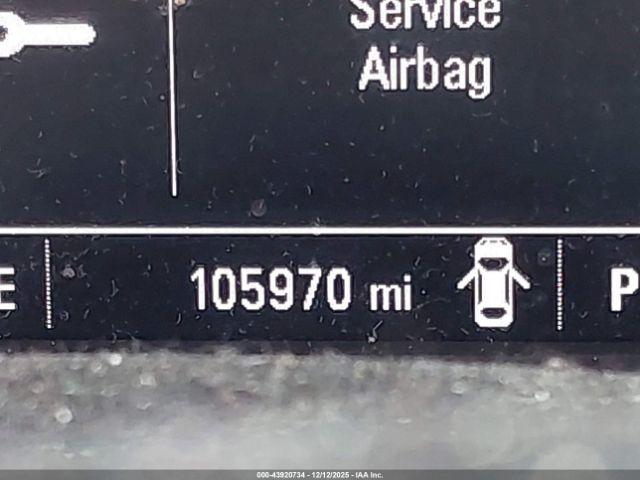 Service
Airbag
E
105970 mi
P
000-43920734 - 12/12/2025 - IAA Inc.